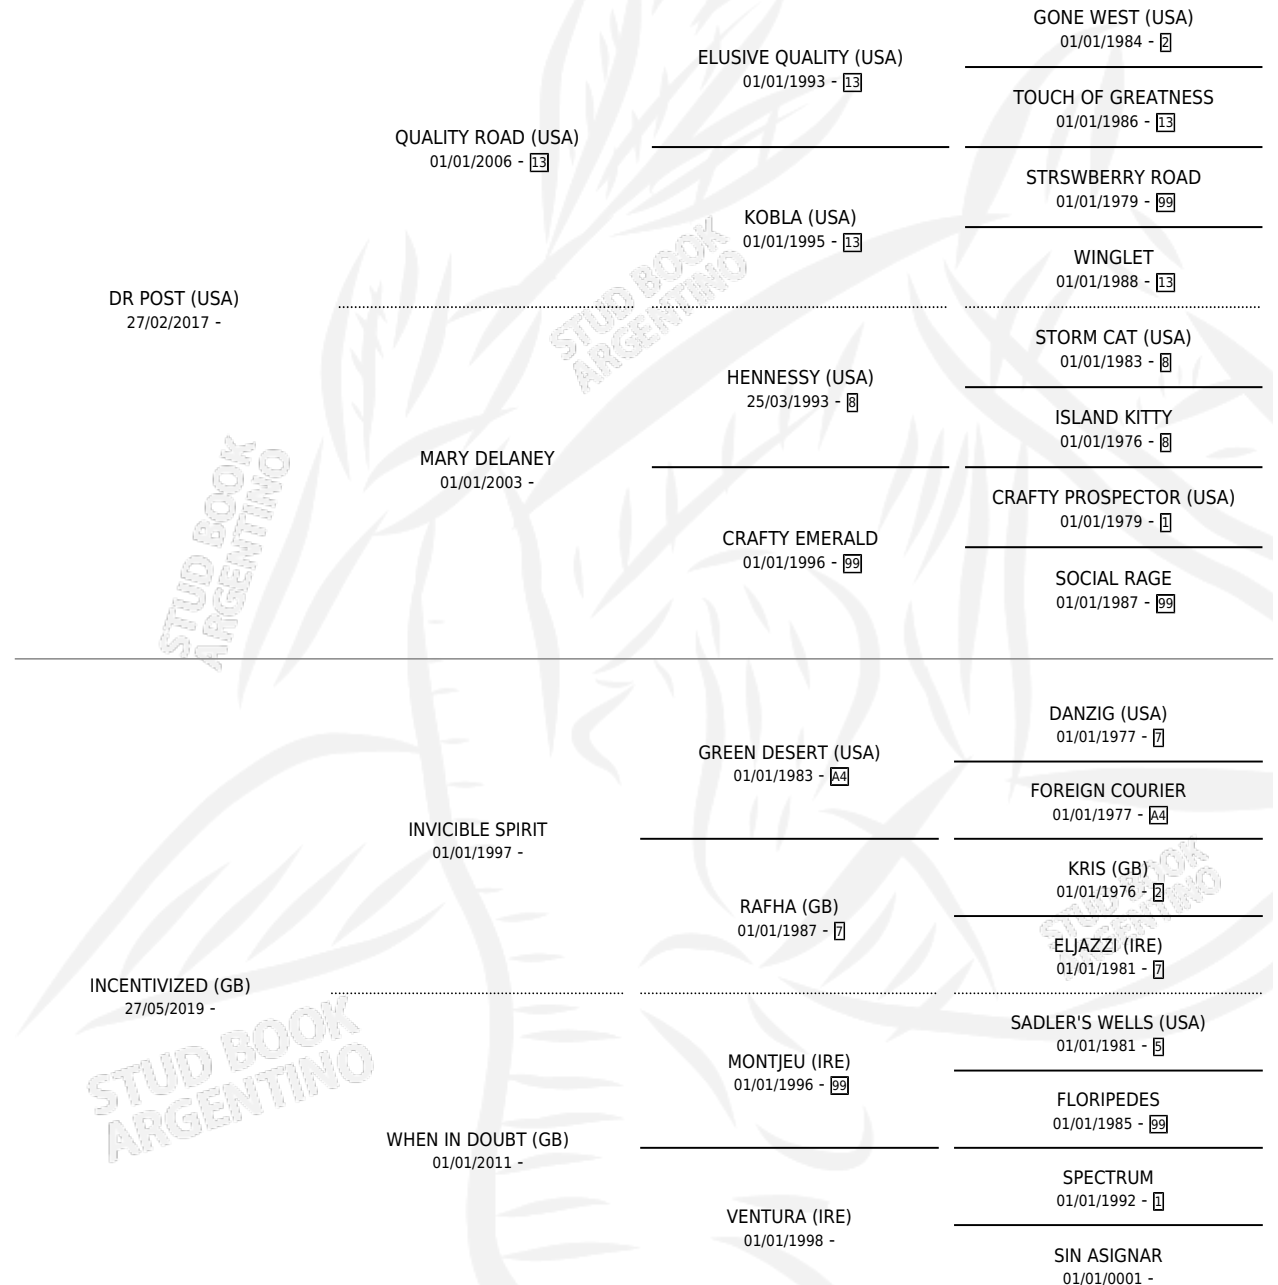 GONE WEST (USA)
01/01/1984 - 2
ELUSIVE QUALITY (USA)
01/01/1993 - 13
TOUCH OF GREATNESS
01/01/1986 - 13
QUALITY ROAD (USA)
01/01/2006 - 13
STRSWBERRY ROAD
01/01/1979 - 99
KOBLA (USA)
01/01/1995 - 13
WINGLET
01/01/1988 - 13
DR POST (USA)
27/02/2017 -
STORM CAT (USA)
01/01/1983 - 8
HENNESSY (USA)
25/03/1993 - 8
ISLAND KITTY
01/01/1976 - 8
MARY DELANEY
01/01/2003 -
CRAFTY PROSPECTOR (USA)
01/01/1979 - 1
CRAFTY EMERALD
01/01/1996 - 99
SOCIAL RAGE
01/01/1987 - 99
DANZIG (USA)
01/01/1977 - 7
GREEN DESERT (USA)
01/01/1983 - A4
FOREIGN COURIER
01/01/1977 - A4
INVICIBLE SPIRIT
01/01/1997 -
KRIS (GB)
01/01/1976 - 2
RAFHA (GB)
01/01/1987 - 7
ELJAZZI (IRE)
01/01/1981 - 7
INCENTIVIZED (GB)
27/05/2019 -
SADLER'S WELLS (USA)
01/01/1981 - 5
MONTJEU (IRE)
01/01/1996 - 99
FLORIPEDES
01/01/1985 - 99
WHEN IN DOUBT (GB)
01/01/2011 -
SPECTRUM
01/01/1992 - 1
VENTURA (IRE)
01/01/1998 -
SIN ASIGNAR
01/01/0001 -
STUD BOOK
ARGENTINO
STUD BOOK
ARGENTINO
STUD BOOK
ARGENTINO
STUD BOOK
ARGENTINO